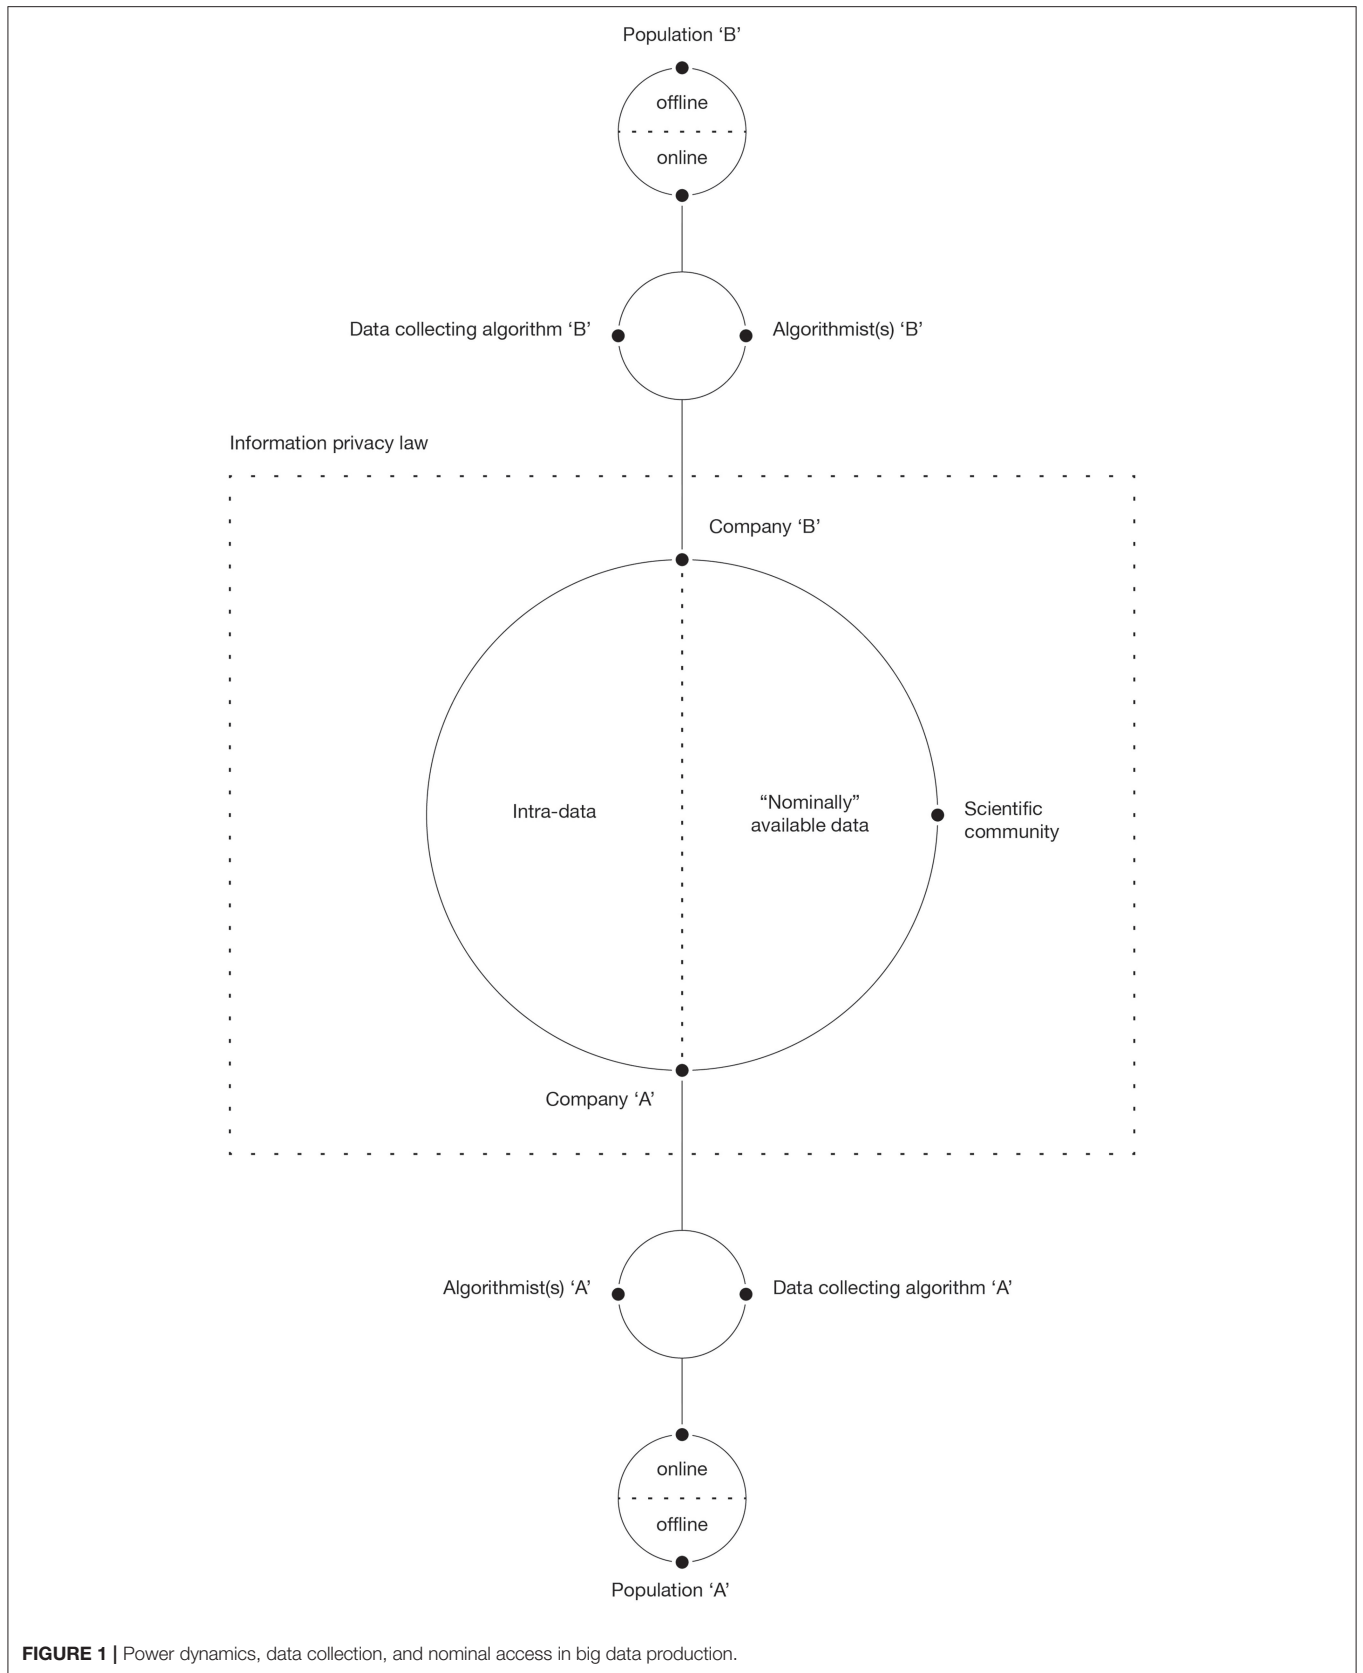 Population ‘B’
offline
online
Data collecting algorithm ‘B’
Algorithmist(s) ‘B’
Information privacy law
Company ‘B’
Intra-data
“Nominally”
available data
Scientific
community
Company ‘A’
Algorithmist(s) ‘A’
Data collecting algorithm ‘A’
online
offline
Population ‘A’
FIGURE 1 | Power dynamics, data collection, and nominal access in big data production.